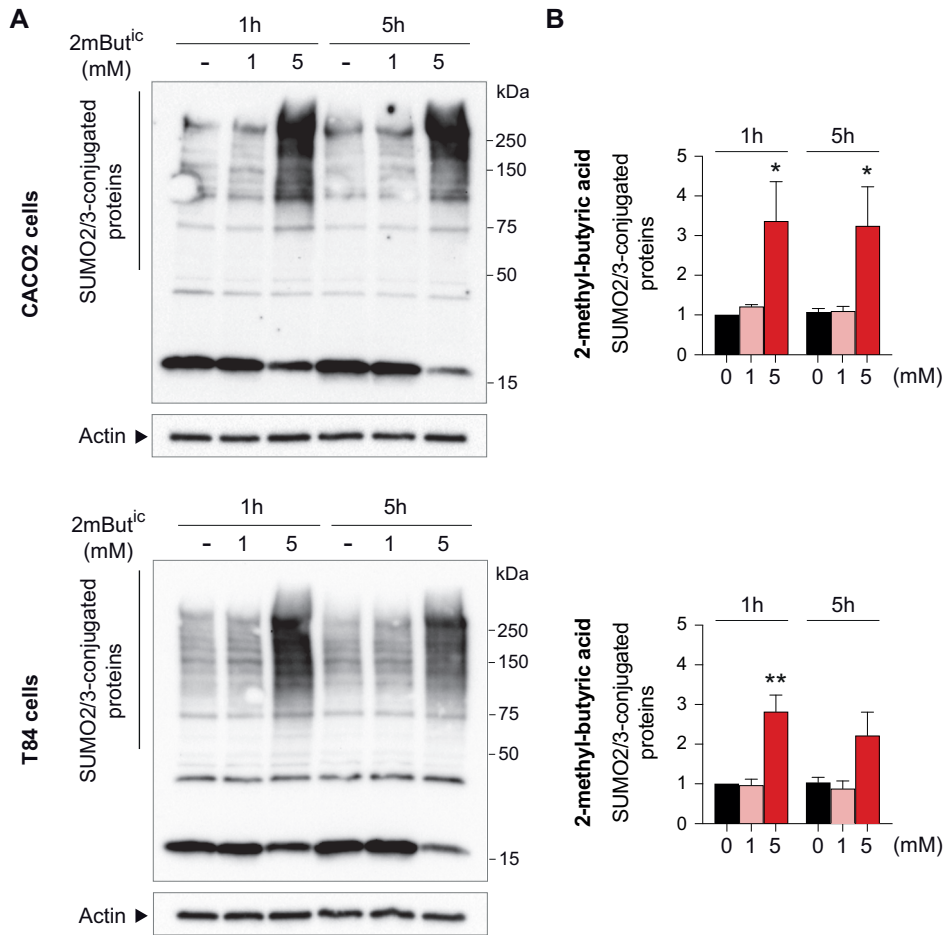 A
1h 5h
2mButic
(mM)
- 1 5 - 1 5
kDa
250
150
75
50
15
CACO2 cells
SUMO2/3-conjugated
proteins
Actin
B
1h 5h
2-methyl-butyric acid
SUMO2/3-conjugated
proteins
5
4
3
2
1
0
* *
0 1 5 0 1 5 (mM)
1h 5h
2mButic
(mM)
- 1 5 - 1 5
kDa
250
150
75
50
15
T84 cells
SUMO2/3-conjugated
proteins
Actin
1h 5h
2-methyl-butyric acid
SUMO2/3-conjugated
proteins
5
4
3
2
1
0
**
0 1 5 0 1 5 (mM)